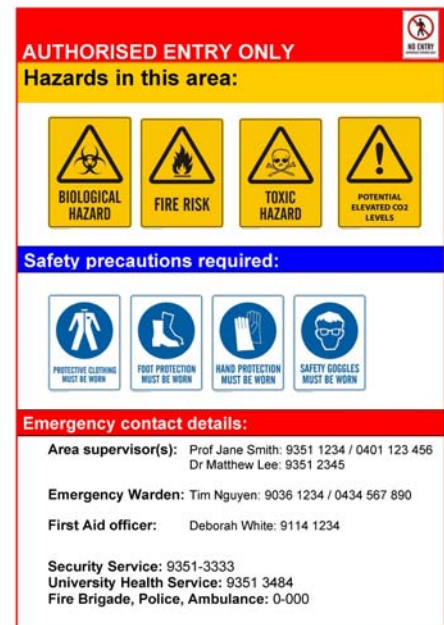 AUTHORISED ENTRY ONLY
NO ENTRY
Hazards in this area:
BIOLOGICAL
HAZARD
FIRE RISK
TOXIC
HAZARD
POTENTIAL
ELEVATED CO2
LEVELS
Safety precautions required:
PROTECTIVE CLOTHING
MUST BE WORN
FOOT PROTECTION
MUST BE WORN
HAND PROTECTION
MUST BE WORN
SAFETY GOGGLES
MUST BE WORN
Emergency contact details:
Area supervisor(s): Prof Jane Smith: 9351 1234 / 0401 123 456
Dr Matthew Lee: 9351 2345
Emergency Warden: Tim Nguyen: 9036 1234 / 0434 567 890
First Aid officer: Deborah White: 9114 1234
Security Service: 9351-3333
University Health Service: 9351 3484
Fire Brigade, Police, Ambulance: 0-000